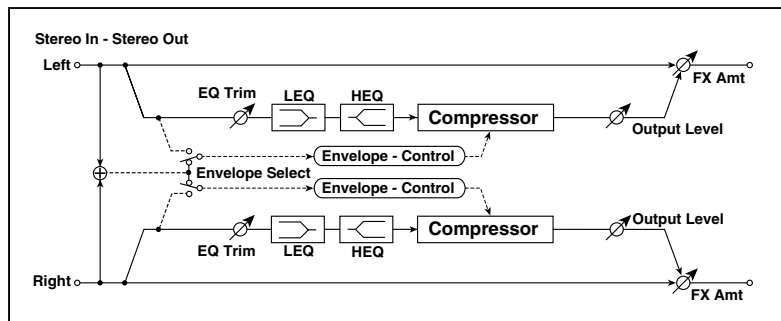 Stereo In - Stereo Out
Left
FX Amt
EQ Trim
LEQ
HEQ
Compressor
Output Level
Envelope - Control
Envelope Select
Envelope - Control
Output Level
EQ Trim
LEQ
HEQ
Compressor
Right
FX Amt